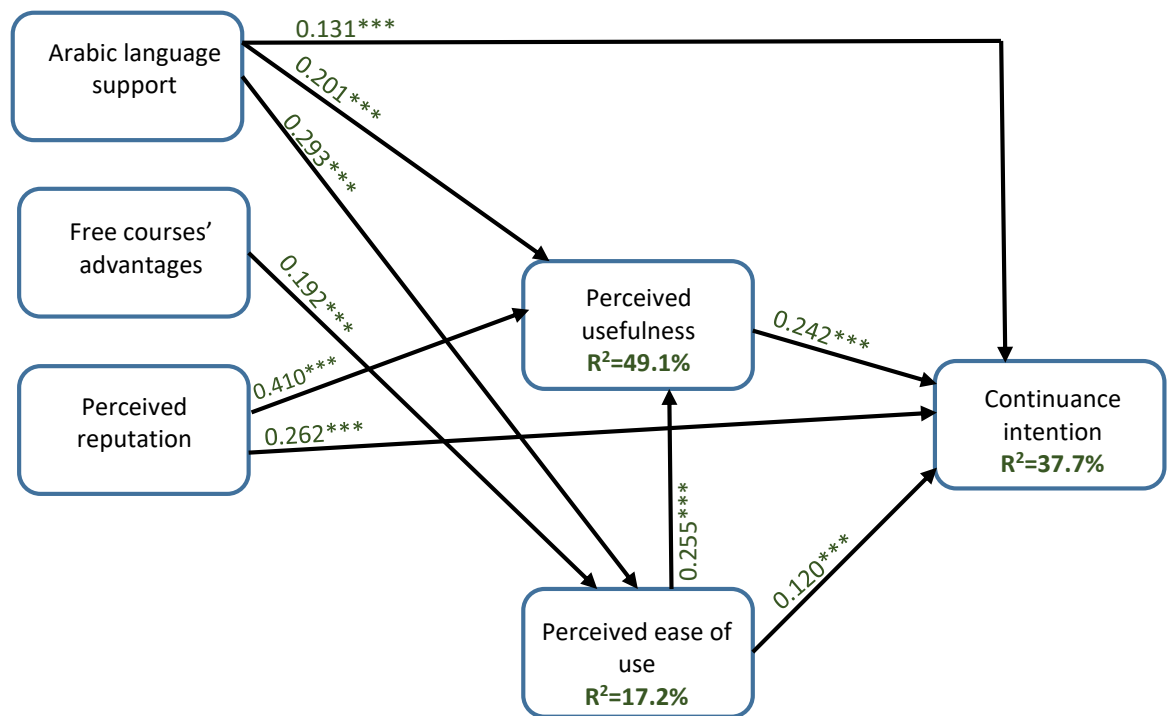 0.131***
Arabic language
support
0.201***
0.293***
Free courses’
advantages
0.192***
Perceived
usefulness
R²=49.1%
0.242***
0.410***
Perceived
reputation
0.262***
Continuance
intention
R²=37.7%
0.255***
0.120***
Perceived ease of
use
R²=17.2%